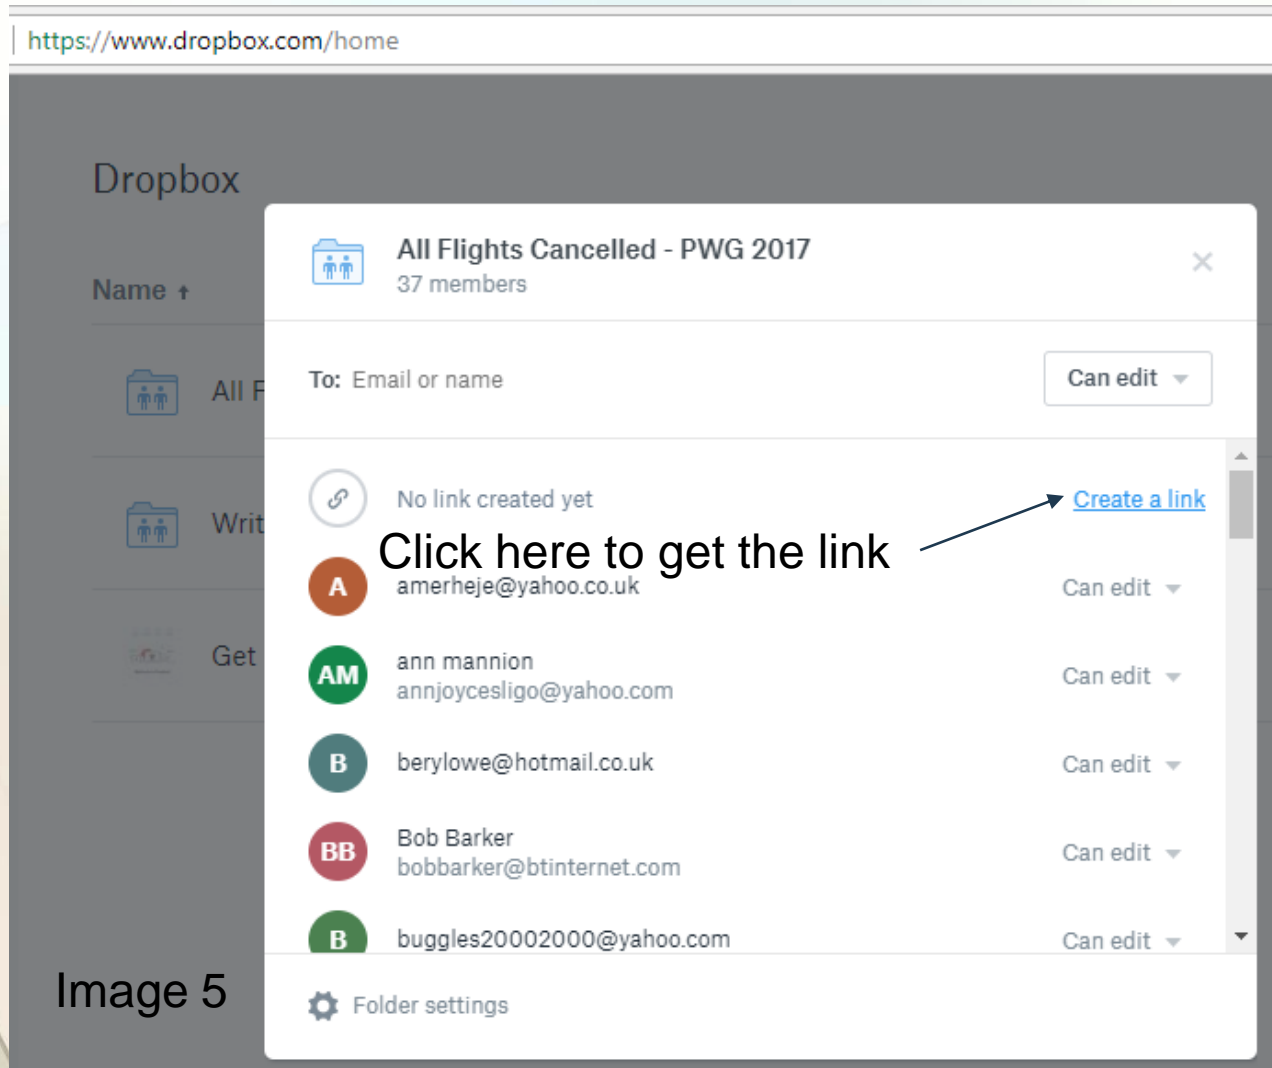 https://www.dropbox.com/home
Dropbox
All Flights Cancelled - PWG 2017
37 members
Name
To: Email or name
Can edit
All F
No link created yet
Create a link
Writ
Click here to get the link
A
amerheje@yahoo.co.uk
Can edit
Get
AM
ann mannion
annjoycesligo@yahoo.com
Can edit
B
berylowe@hotmail.co.uk
Can edit
BB
Bob Barker
bobbarker@btinternet.com
Can edit
B
buggles20002000@yahoo.com
Can edit
Image 5
Folder settings